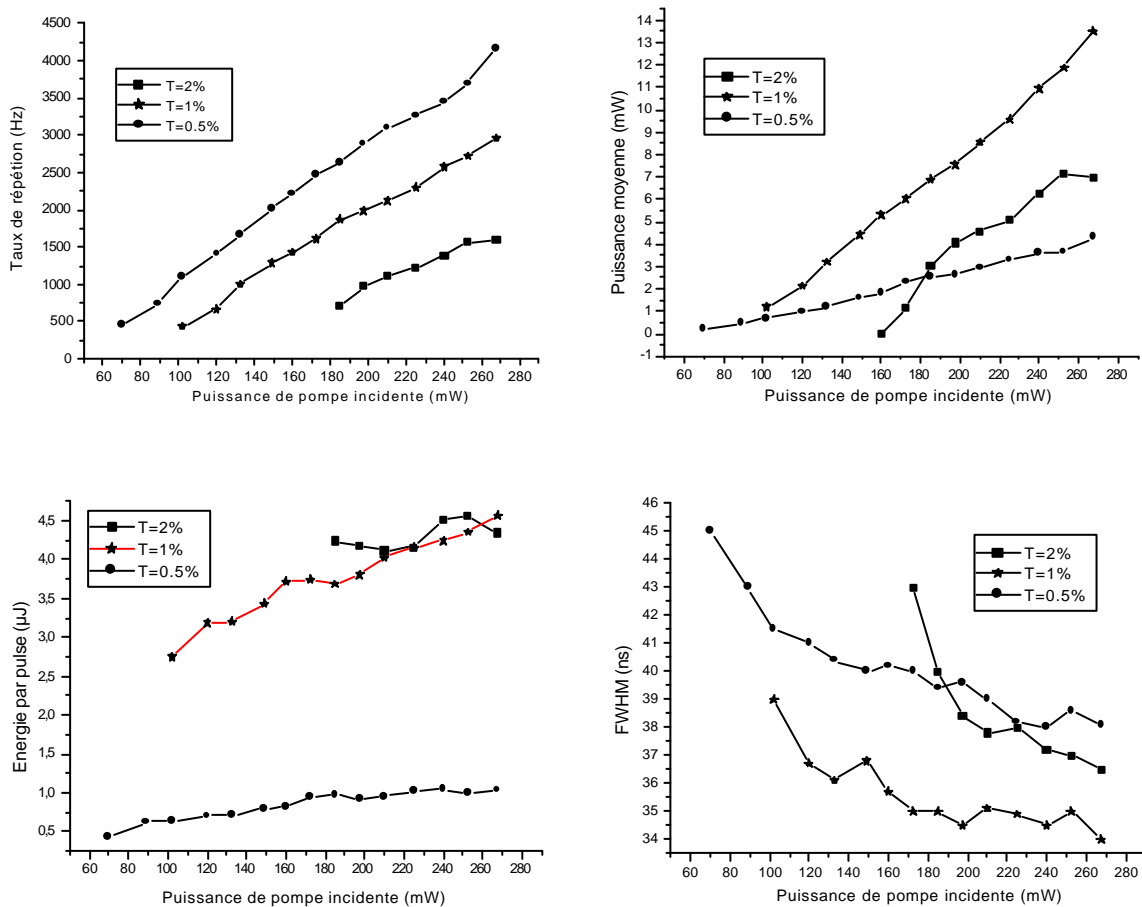 4500
4000
3500
3000
2500
2000
1500
1000
500
0
Taux de répétion (Hz)
T=2%
T=1%
T=0.5%
60 80 100 120 140 160 180 200 220 240 260 280
Puissance de pompe incidente (mW)
14
13
12
11
10
9
8
7
6
5
4
3
2
1
0
-1
Puissance moyenne (mW)
T=2%
T=1%
T=0.5%
60 80 100 120 140 160 180 200 220 240 260 280
Puissance de pompe incidente (mW)
4,5
4,0
3,5
3,0
2,5
2,0
1,5
1,0
0,5
Energie par pulse (µJ)
T=2%
T=1%
T=0.5%
60 80 100 120 140 160 180 200 220 240 260 280
Puissance de pompe incidente (mW)
46
45
44
43
42
41
40
39
38
37
36
35
34
FWHM (ns)
T=2%
T=1%
T=0.5%
60 80 100 120 140 160 180 200 220 240 260 280
Puissance de pompe incidente (mW)